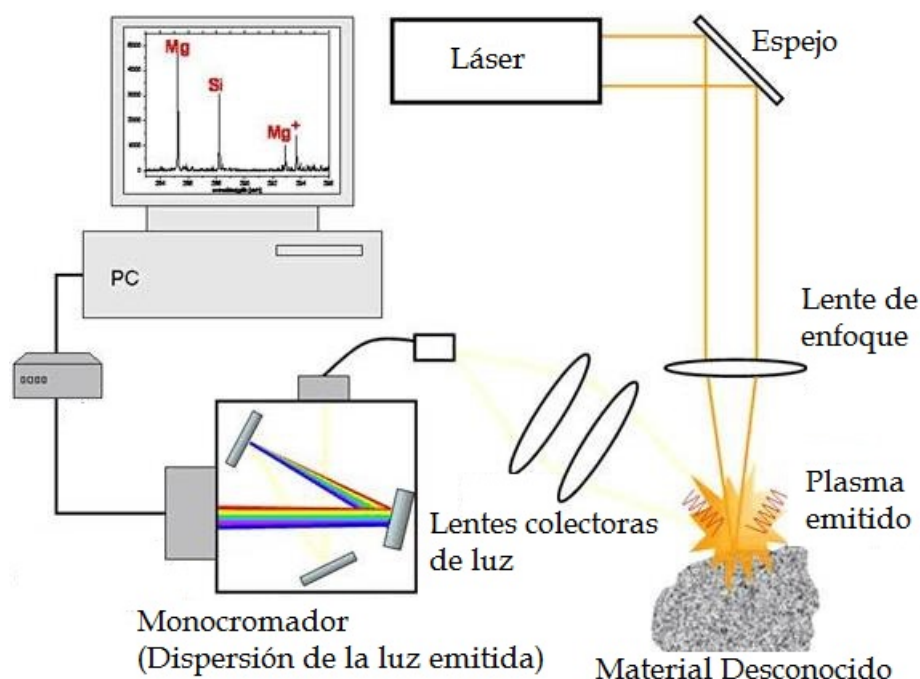 Mg
Si
Mg+
Láser
Espejo
PC
Lente de
enfoque
Plasma
emitido
Lentes colectoras
de luz
Monocromador
(Dispersión de la luz emitida)
Material Desconocido